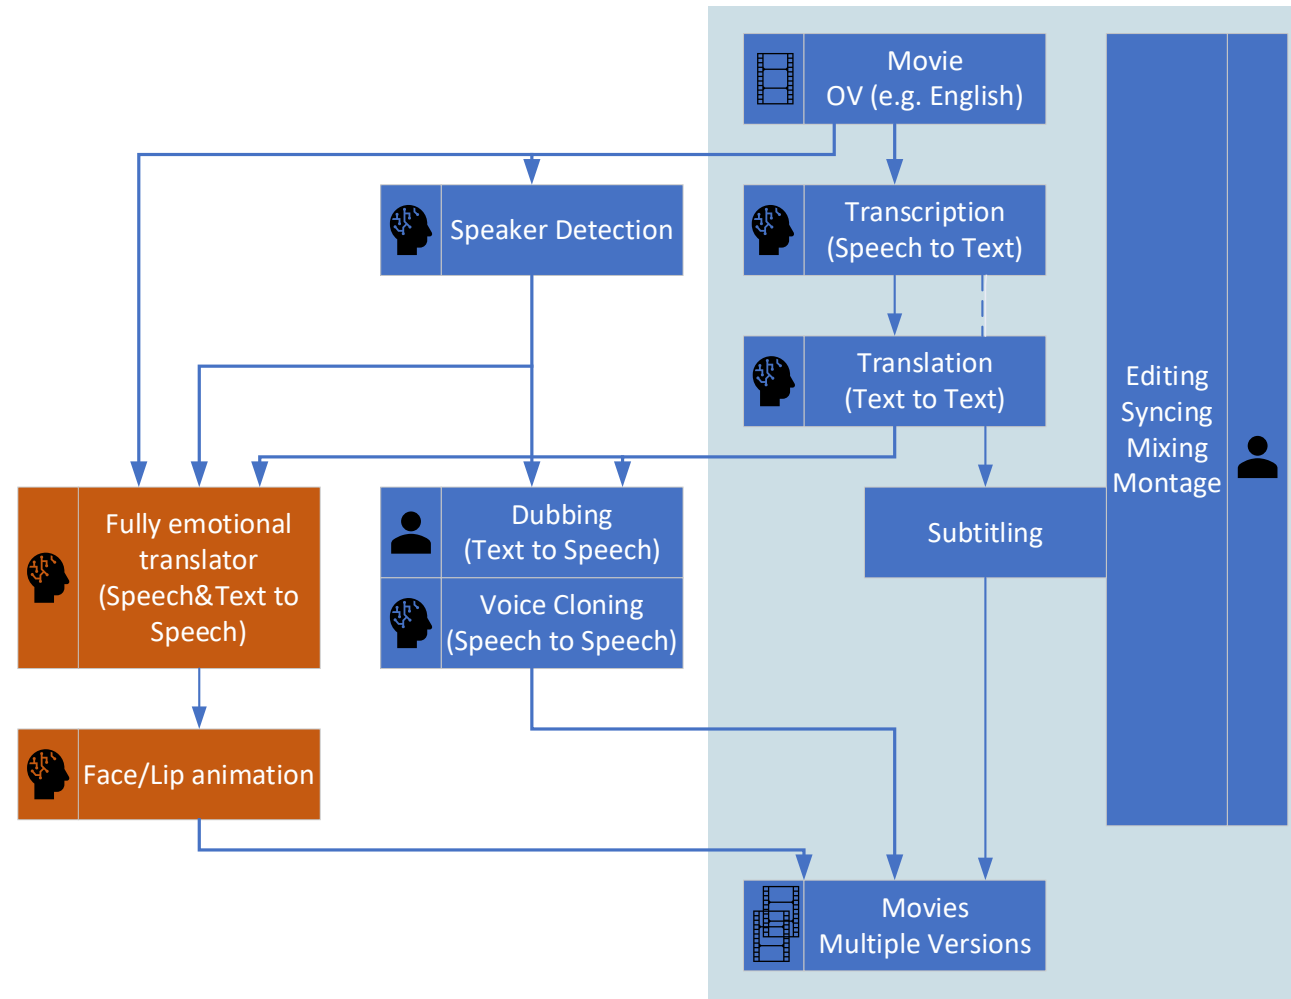 Movie
OV (e.g. English)
Speaker Detection
Transcription
(Speech to Text)
Translation
(Text to Text)
Editing
Syncing
Mixing
Montage
Fully emotional
translator
(Speech&Text to
Speech)
Dubbing
(Text to Speech)
Voice Cloning
(Speech to Speech)
Subtitling
Face/Lip animation
Movies
Multiple Versions